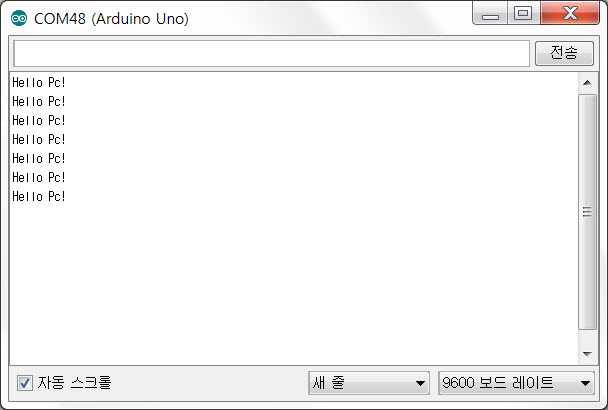 COM48 (Arduino Uno)
전송
Hello Pc!
Hello Pc!
Hello Pc!
Hello Pc!
Hello Pc!
Hello Pc!
Hello Pc!
자동 스크롤
새 줄
9600 보드 레이트